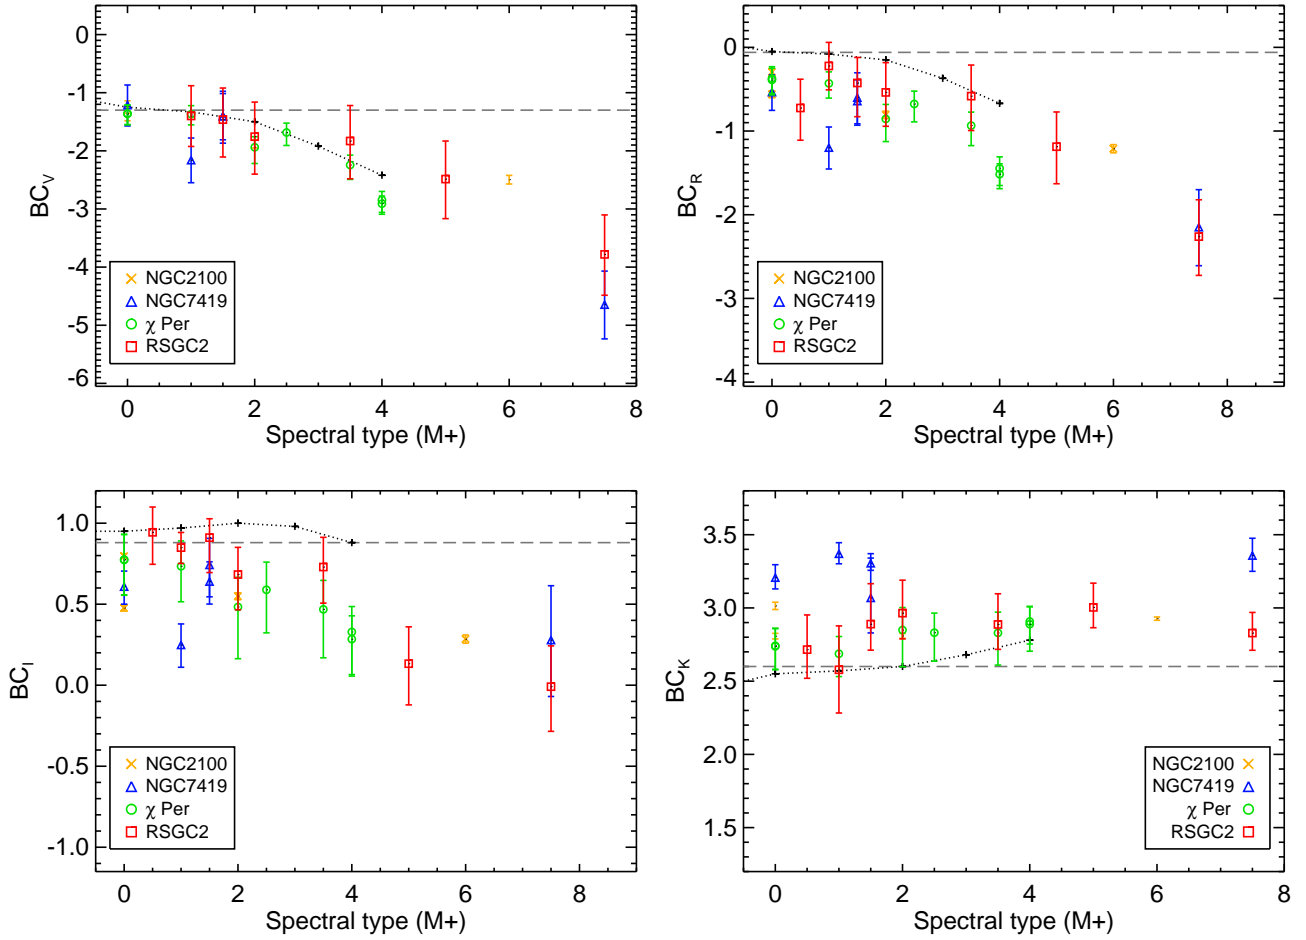 0
-1
-2
-3
-4
-5
-6
BC_V
NGC2100
NGC7419
χ Per
RSGC2
0 2 4 6 8
Spectral type (M+)
0
-1
-2
-3
-4
BC_R
NGC2100
NGC7419
χ Per
RSGC2
0 2 4 6 8
Spectral type (M+)
1.0
0.5
0.0
-0.5
-1.0
BC_I
NGC2100
NGC7419
χ Per
RSGC2
0 2 4 6 8
Spectral type (M+)
3.5
3.0
2.5
2.0
1.5
BC_K
NGC2100
NGC7419
χ Per
RSGC2
0 2 4 6 8
Spectral type (M+)